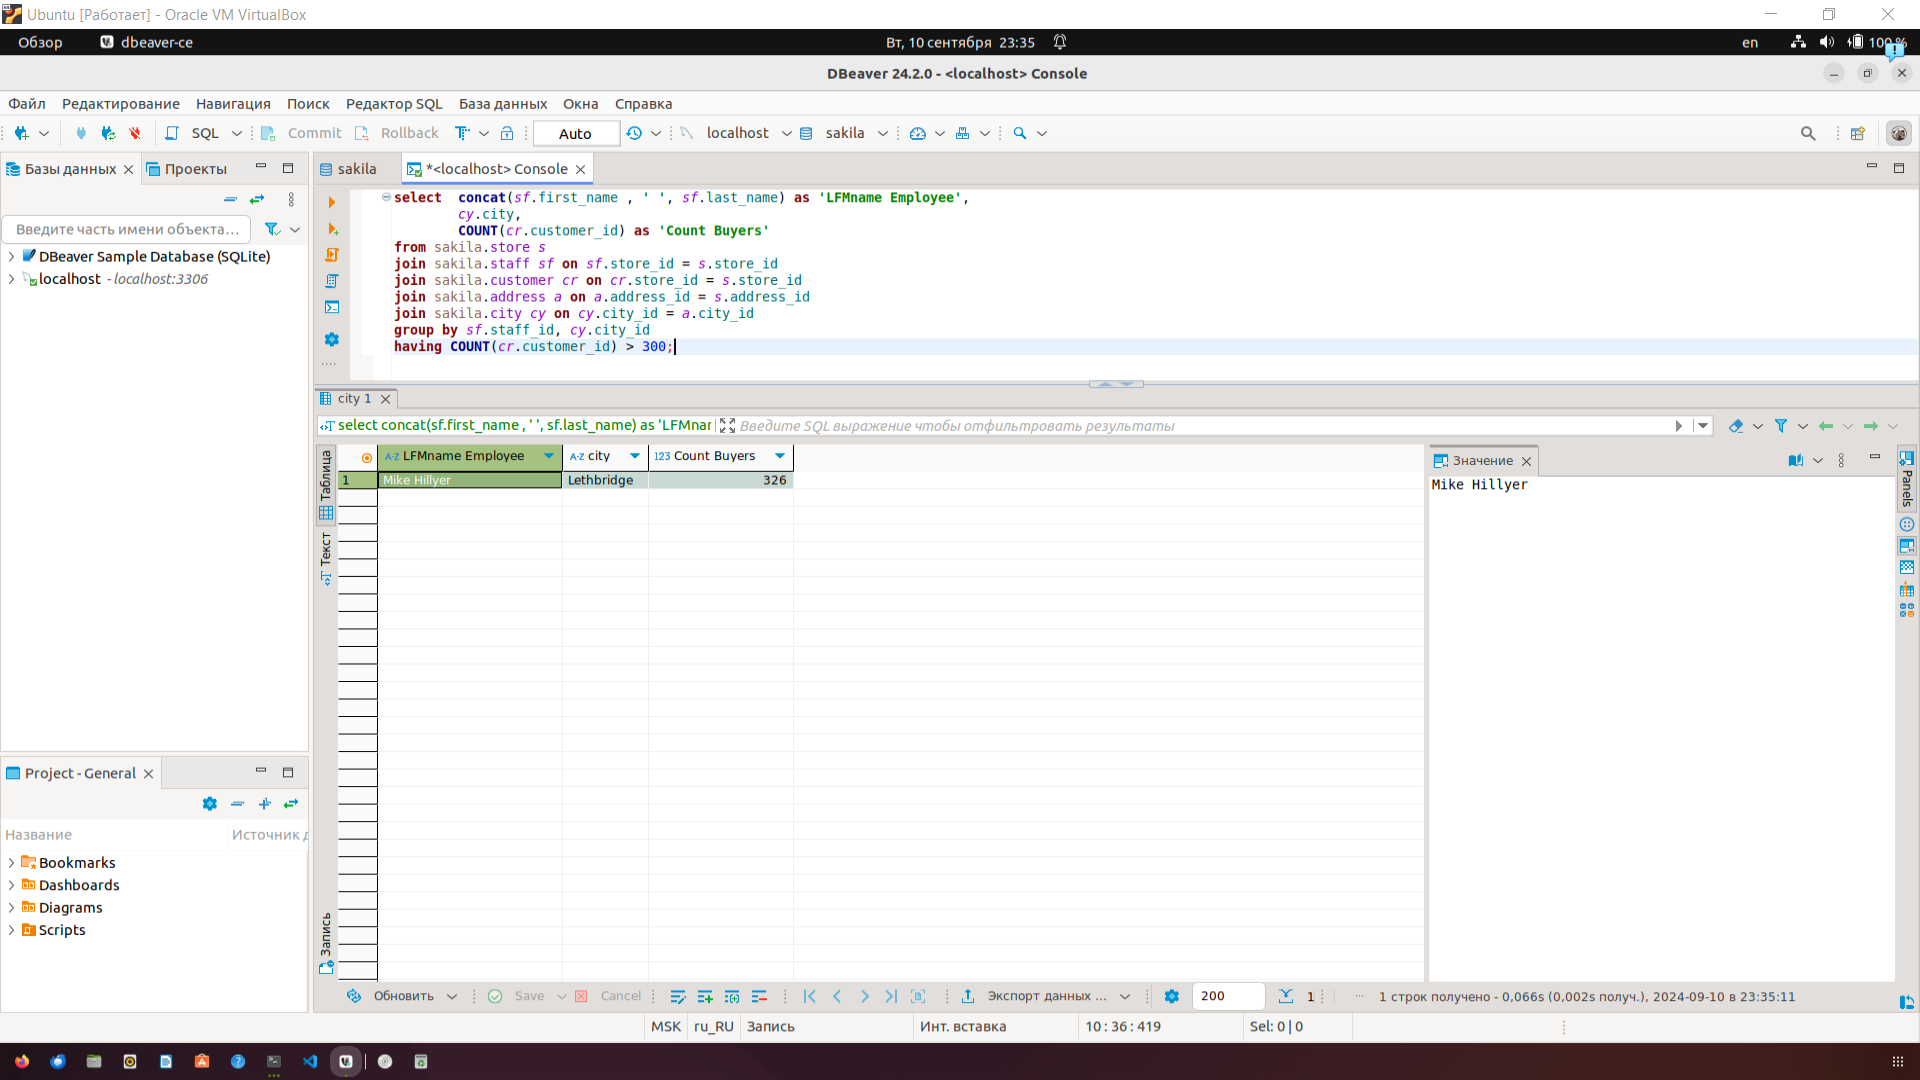 Ubuntu [Работает] - Oracle VM VirtualBox
Обзор
dbeaver-ce
Вт, 10 сентября 23:35
en
100 %
DBeaver 24.2.0 - <localhost> Console
Файл Редактирование Навигация Поиск Редактор SQL База данных Окна Справка
SQL Commit Rollback Auto localhost sakila
Базы данных
Проекты
Введите часть имени объекта...
DBeaver Sample Database (SQLite)
localhost - localhost:3306
sakila
*<localhost> Console
select  concat(sf.first_name , ' ', sf.last_name) as 'LFMname Employee',
cy.city,
COUNT(cr.customer_id) as 'Count Buyers'
from sakila.store s
join sakila.staff sf on sf.store_id = s.store_id
join sakila.customer cr on cr.store_id = s.store_id
join sakila.address a on a.address_id = s.address_id
join sakila.city cy on cy.city_id = a.city_id
group by sf.staff_id, cy.city_id
having COUNT(cr.customer_id) > 300;
city 1
select concat(sf.first_name , ' ', sf.last_name) as 'LFMnar
Введите SQL выражение чтобы отфильтровать результаты
Таблица
Текст
Запись
A-Z LFMname Employee A-Z city 123 Count Buyers
1 Mike Hillyer Lethbridge 326
Значение
Mike Hillyer
Panels
Project - General
Название Источник д
Bookmarks
Dashboards
Diagrams
Scripts
Обновить Save Cancel Экспорт данных ... 200 1 ... 1 строк получено - 0,066s (0,002s получ.), 2024-09-10 в 23:35:11
MSK ru_RU Запись Инт. вставка 10 : 36 : 419 Sel: 0 | 0